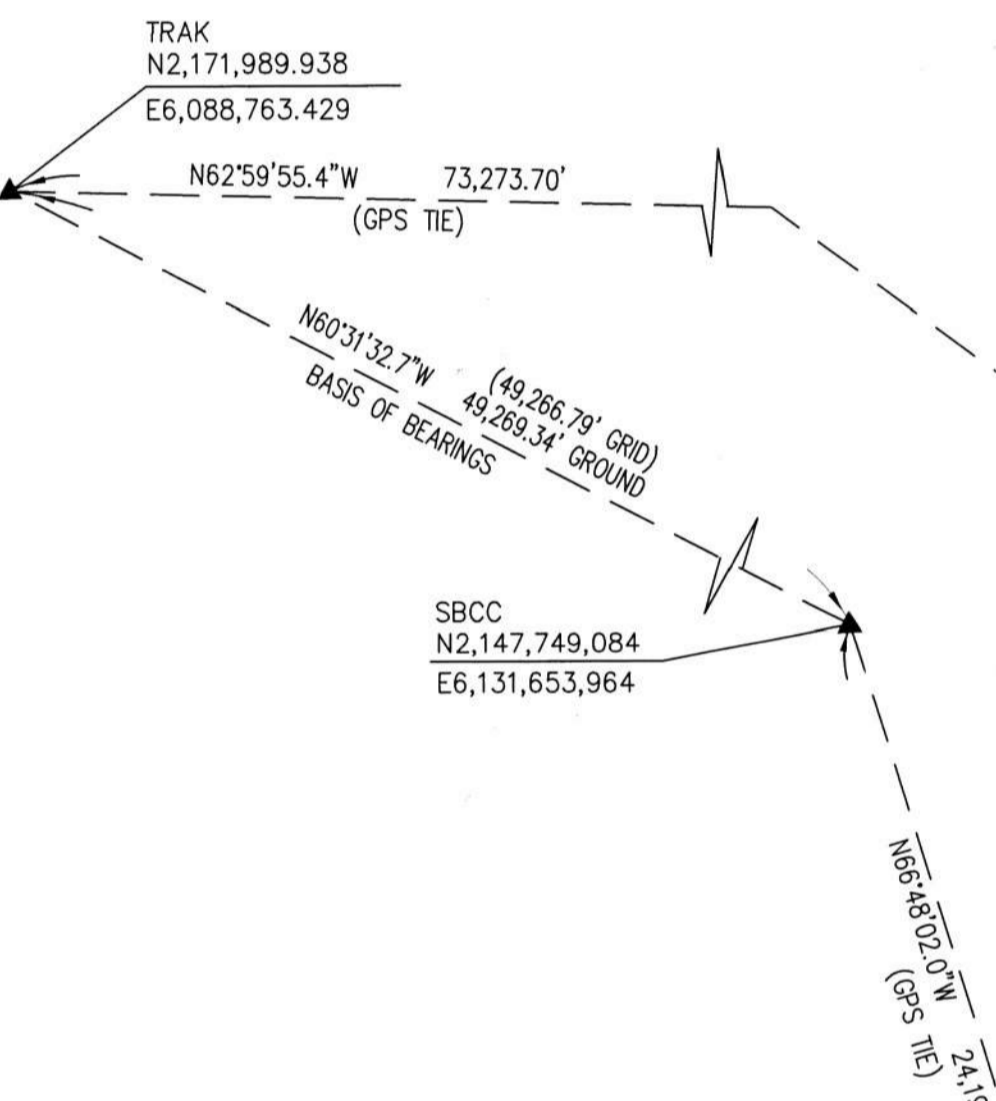 TRAK
N2,171,989.938
E6,088,763.429
N62°59'55.4"W 73,273.70'
(GPS TIE)
N60°31'32.7"W (49,266.79' GRID)
49,269.34' GROUND
BASIS OF BEARINGS
SBCC
N2,147,749,084
E6,131,653,964
N66°48'02.0"W 24,19
(GPS TIE)